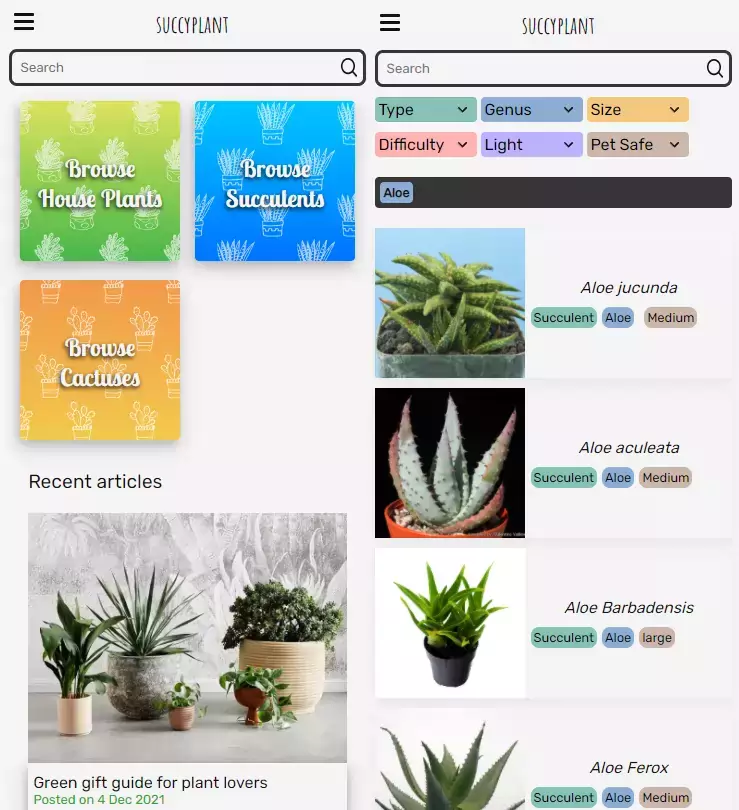 SUCCYPLANT
Search
Browse
House Plants
Browse
Succulents
Browse
Cactuses
Recent articles
Green gift guide for plant lovers
Posted on 4 Dec 2021
SUCCYPLANT
Search
Type Genus Size
Difficulty Light Pet Safe
Aloe
Aloe jucunda
Succulent Aloe Medium
Aloe aculeata
Succulent Aloe Medium
Aloe Barbadensis
Succulent Aloe large
Aloe Ferox
Succulent Aloe Medium